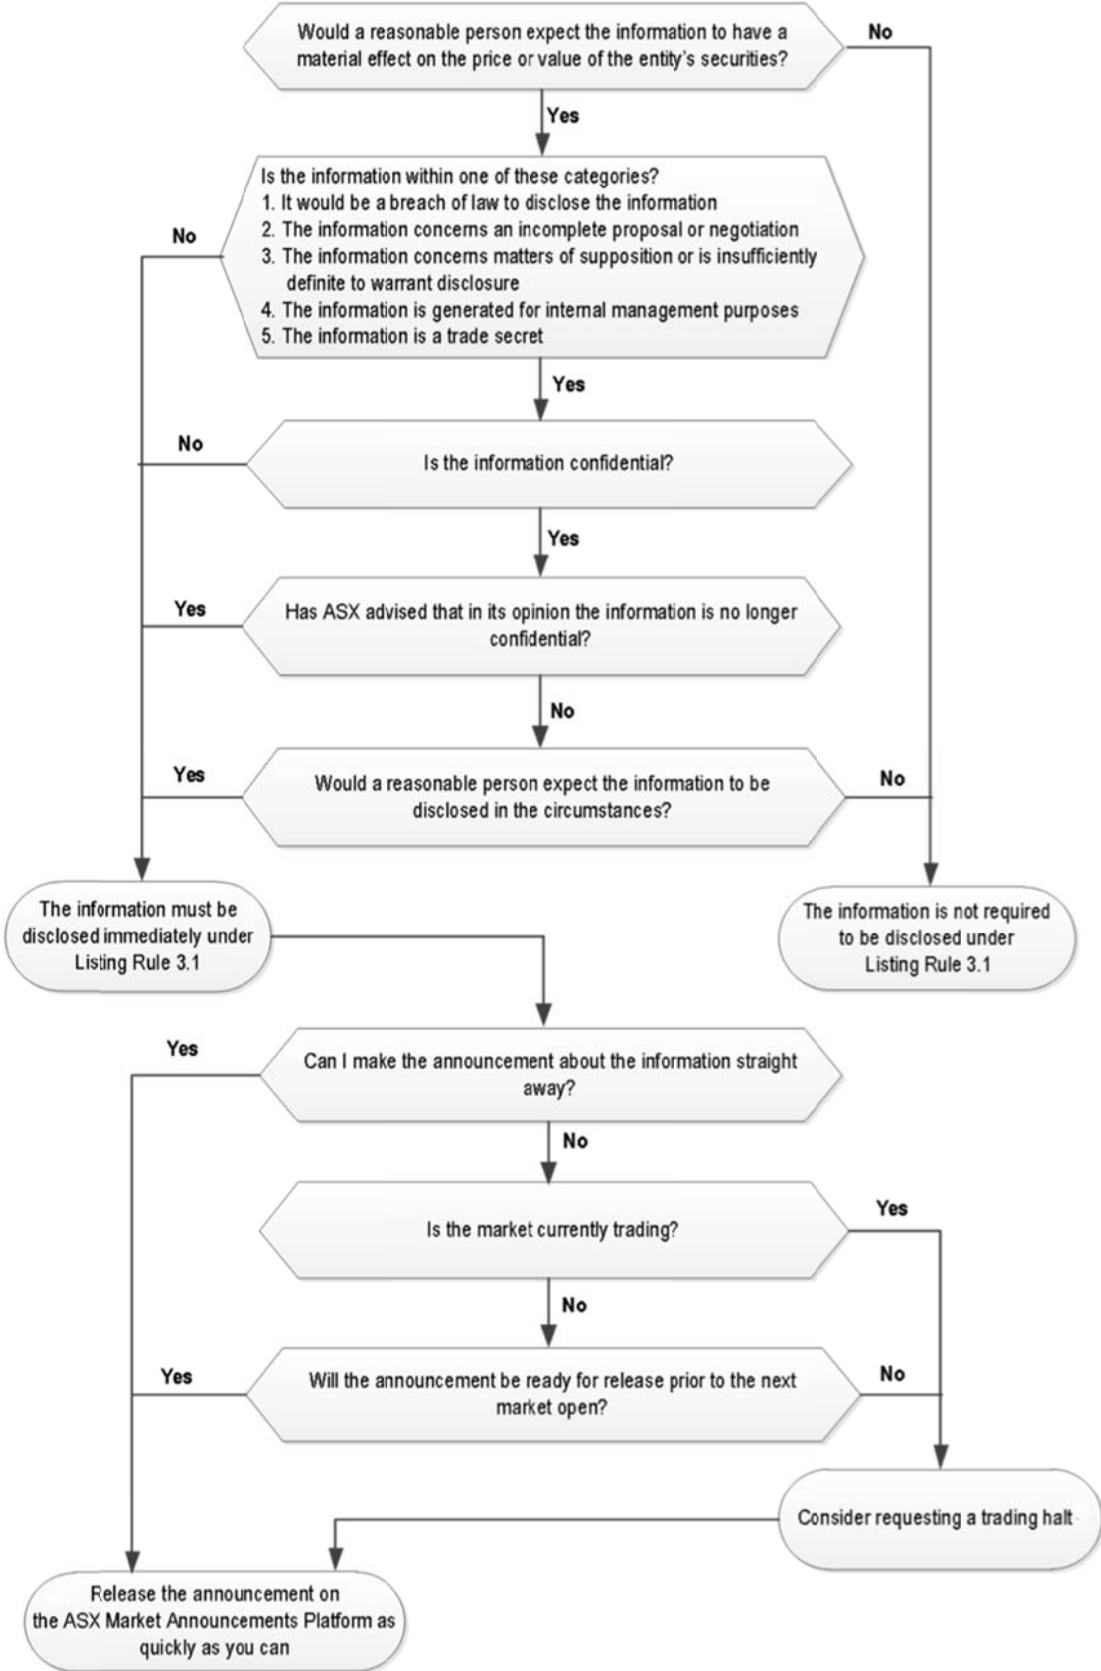 Would a reasonable person expect the information to have a
material effect on the price or value of the entity's securities?
No
Yes
Is the information within one of these categories?
1. It would be a breach of law to disclose the information
2. The information concerns an incomplete proposal or negotiation
3. The information concerns matters of supposition or is insufficiently
definite to warrant disclosure
4. The information is generated for internal management purposes
5. The information is a trade secret
No
Yes
Is the information confidential?
No
Yes
Has ASX advised that in its opinion the information is no longer
confidential?
Yes
No
Would a reasonable person expect the information to be
disclosed in the circumstances?
Yes
No
The information must be
disclosed immediately under
Listing Rule 3.1
The information is not required
to be disclosed under
Listing Rule 3.1
Can I make the announcement about the information straight
away?
Yes
No
Is the market currently trading?
Yes
No
Will the announcement be ready for release prior to the next
market open?
Yes
No
Consider requesting a trading halt
Release the announcement on
the ASX Market Announcements Platform as
quickly as you can